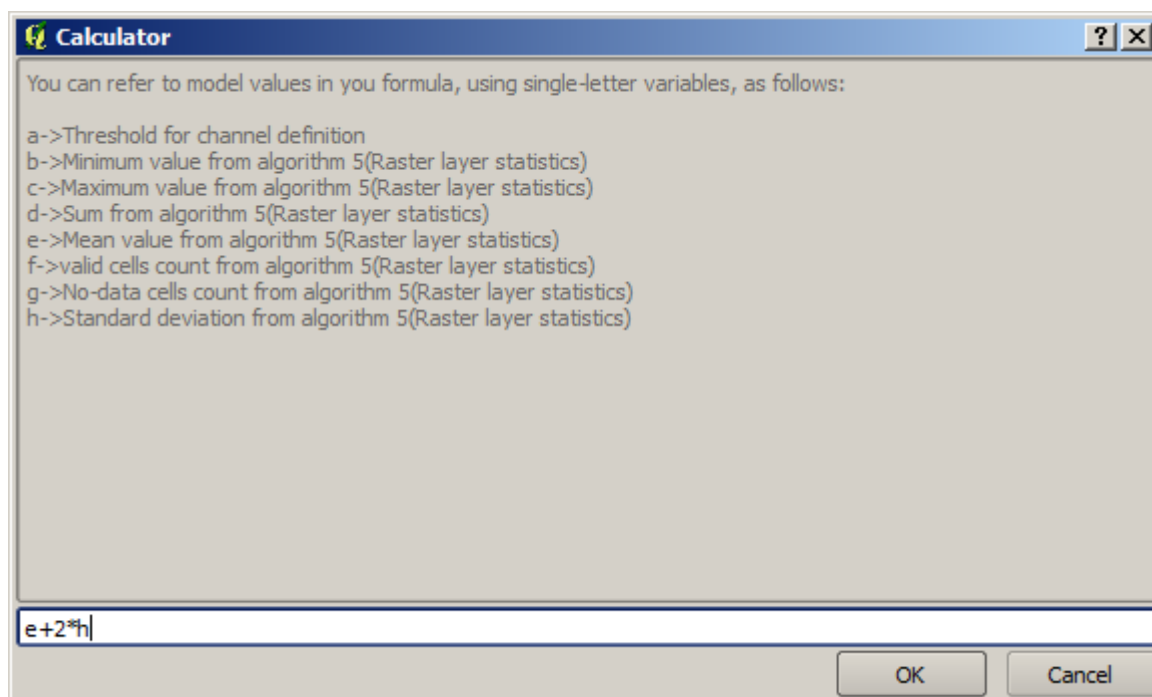 Calculator
You can refer to model values in you formula, using single-letter variables, as follows:
a->Threshold for channel definition
b->Minimum value from algorithm 5(Raster layer statistics)
c->Maximum value from algorithm 5(Raster layer statistics)
d->Sum from algorithm 5(Raster layer statistics)
e->Mean value from algorithm 5(Raster layer statistics)
f->valid cells count from algorithm 5(Raster layer statistics)
g->No-data cells count from algorithm 5(Raster layer statistics)
h->Standard deviation from algorithm 5(Raster layer statistics)
e+2*h
OK Cancel